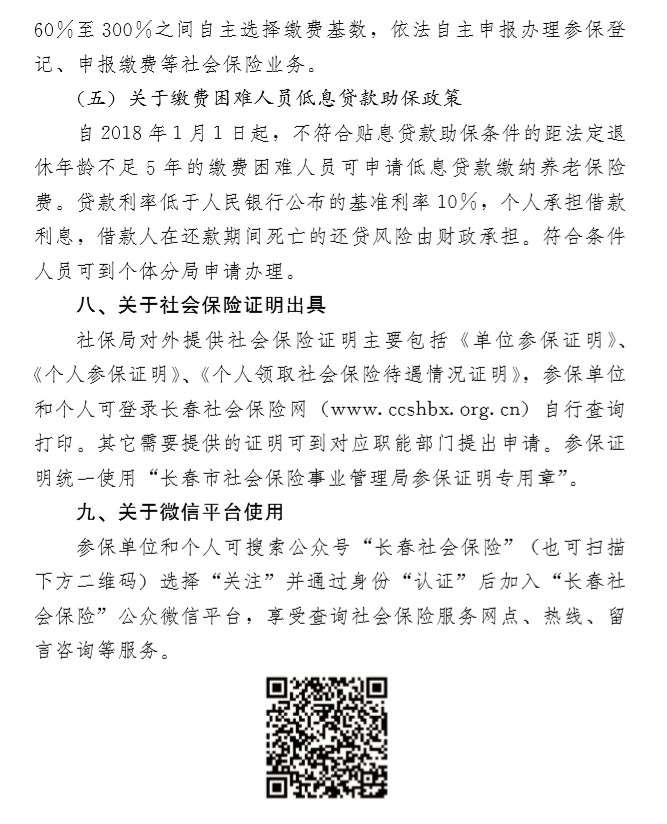 60%至300%之间自主选择缴费基数，依法自主申报办理参保登
记、申报缴费等社会保险业务。
（五）关于缴费困难人员低息贷款助保政策
自2018年1月1日起，不符合贴息贷款助保条件的距法定退
休年龄不足5年的缴费困难人员可申请低息贷款缴纳养老保险
费。贷款利率低于人民银行公布的基准利率10%，个人承担借款
利息，借款人在还款期间死亡的还贷风险由财政承担。符合条件
人员可到个体分局申请办理。
八、关于社会保险证明出具
社保局对外提供社会保险证明主要包括《单位参保证明》、
《个人参保证明》、《个人领取社会保险待遇情况证明》，参保单位
和个人可登录长春社会保险网（www.ccshbx.org.cn）自行查询
打印。其它需要提供的证明可到对应职能部门提出申请。参保证
明统一使用“长春市社会保险事业管理局参保证明专用章”。
九、关于微信平台使用
参保单位和个人可搜索公众号“长春社会保险”（也可扫描
下方二维码）选择“关注”并通过身份“认证”后加入“长春社
会保险”公众微信平台，享受查询社会保险服务网点、热线、留
言咨询等服务。